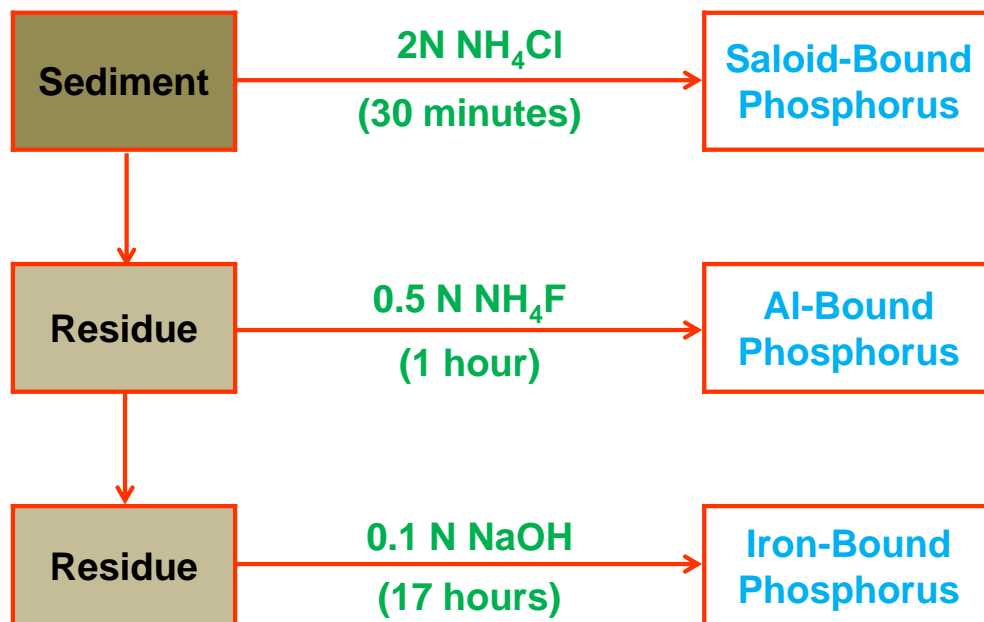 Sediment
2N NH₄Cl
(30 minutes)
Saloid-Bound
Phosphorus
Residue
0.5 N NH₄F
(1 hour)
Al-Bound
Phosphorus
Residue
0.1 N NaOH
(17 hours)
Iron-Bound
Phosphorus